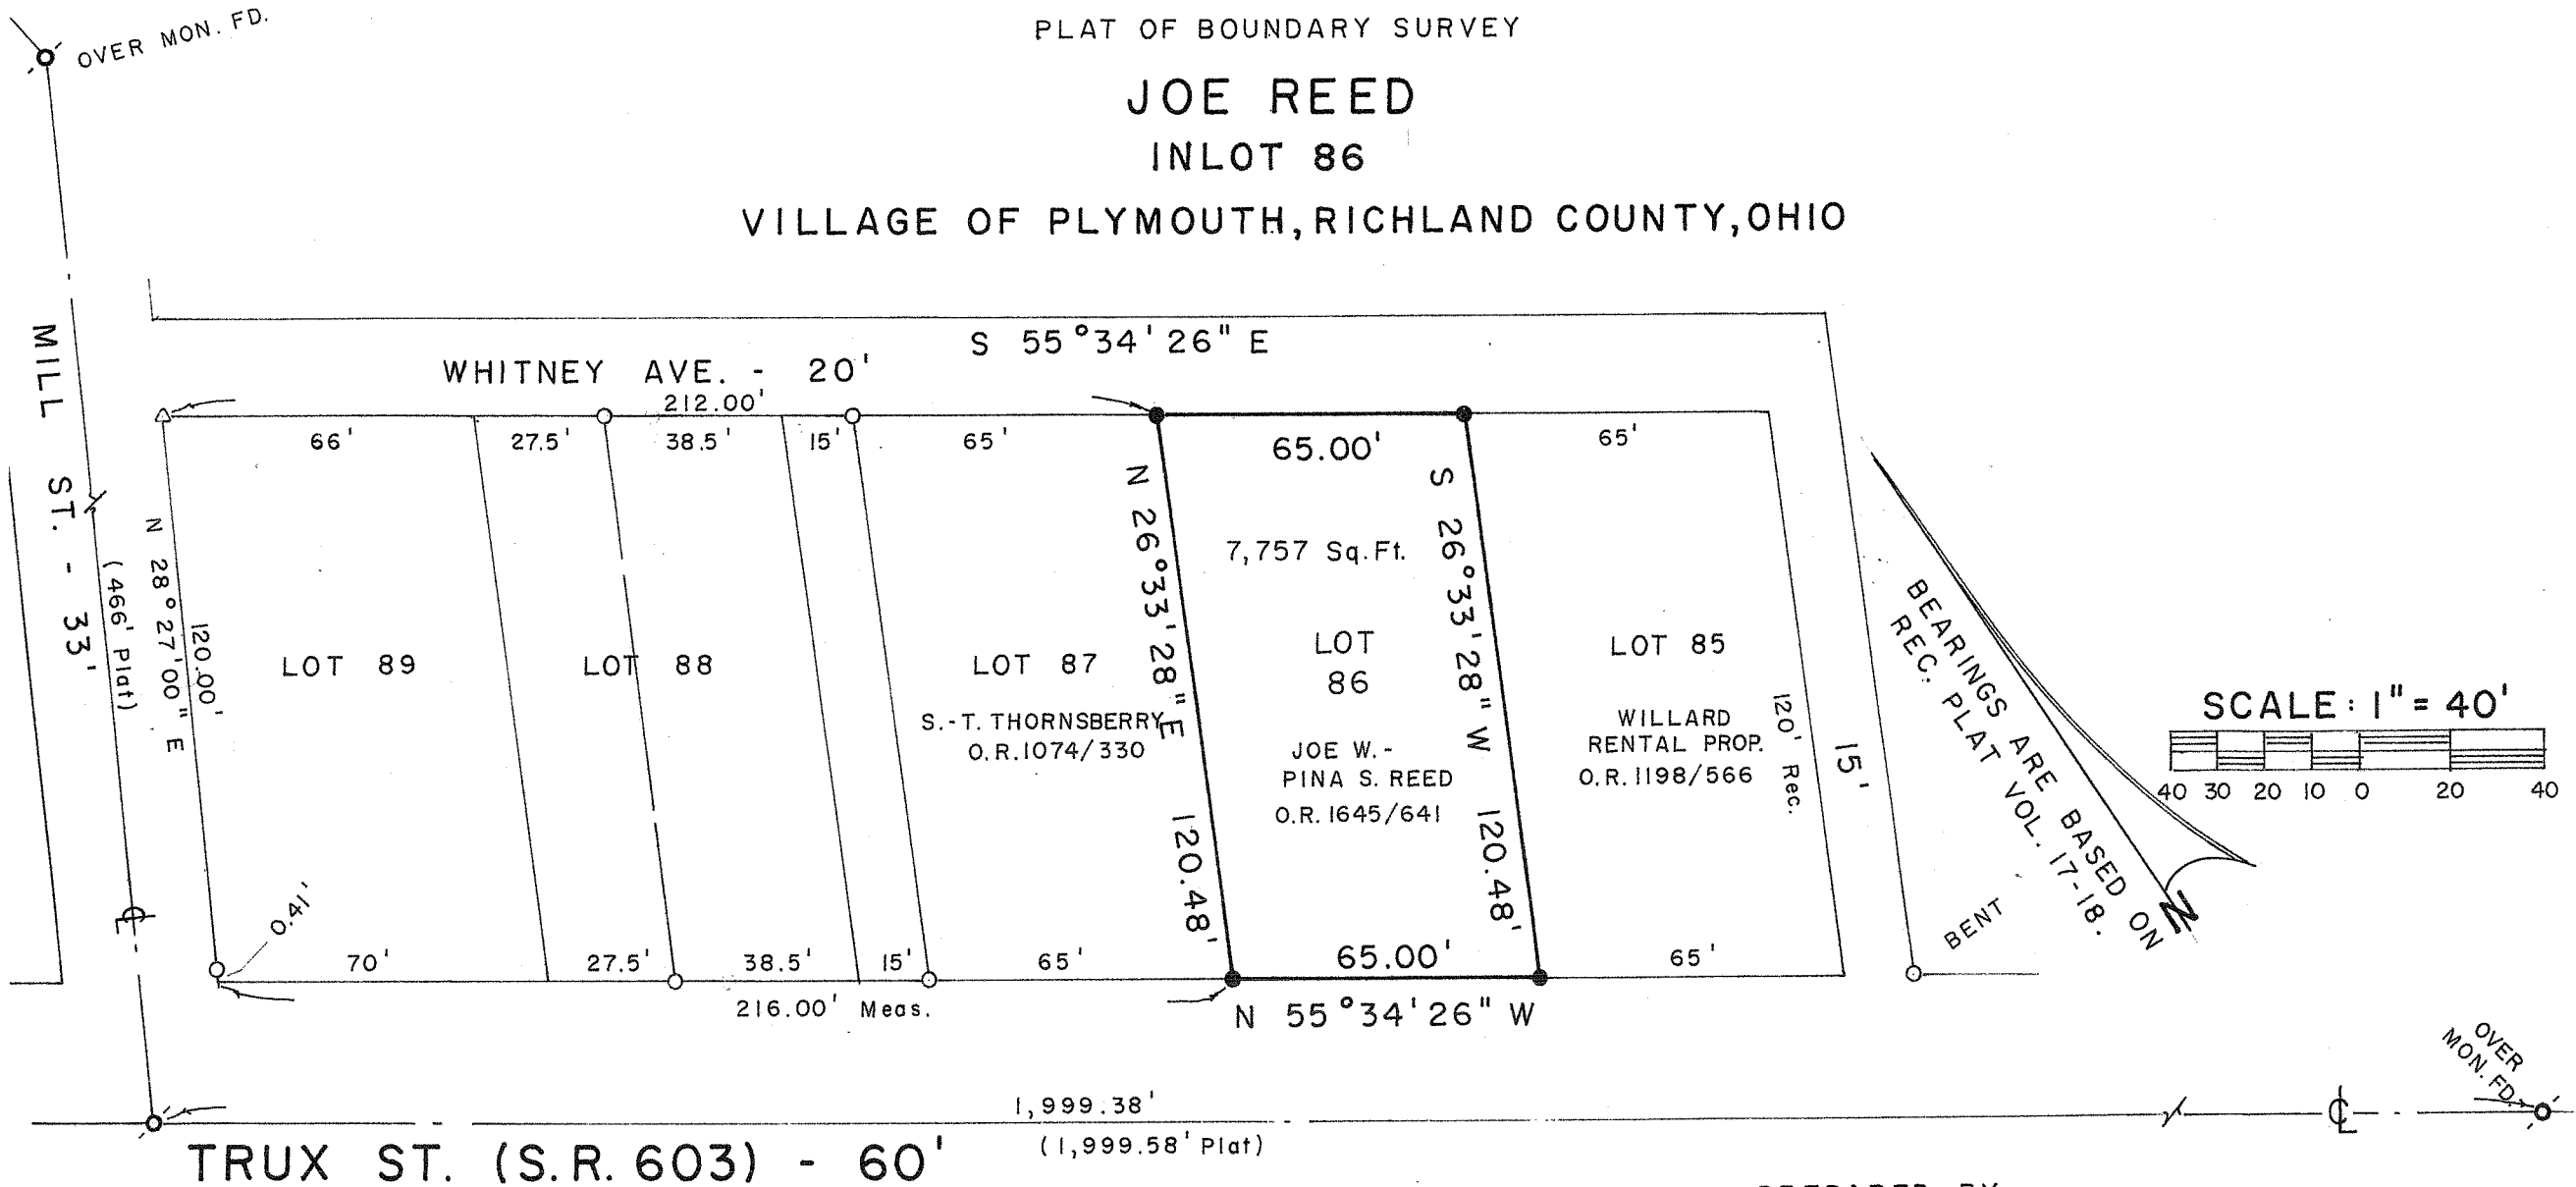 PLAT OF BOUNDARY SURVEY
JOE REED
INLOT 86
VILLAGE OF PLYMOUTH, RICHLAND COUNTY, OHIO
OVER MON. FD.
MILL ST. - 33'
(466' Plat)
S 55°34'26" E
WHITNEY AVE. - 20'
212.00'
66'
27.5'
38.5'
15'
65'
65.00'
65'
N 28°27'00" E
120.00'
N 26°33'28" E
120.48'
S 26°33'28" W
120.48'
7,757 Sq. Ft.
LOT 89
LOT 88
LOT 87
S.-T. THORNSBERRY
O.R. 1074/330
LOT
86
JOE W.-
PINA S. REED
O.R. 1645/641
LOT 85
WILLARD
RENTAL PROP.
O.R. 1198/566
120' Rec.
15'
BEARINGS ARE BASED ON
REC. PLAT VOL. 17-18.
N
SCALE: 1" = 40'
40 30 20 10 0 20 40
BENT
0.41'
70'
27.5'
38.5'
15'
65'
65.00'
65'
216.00' Meas.
N 55°34'26" W
OVER
MON. FD.
1,999.38'
(1,999.58' Plat)
TRUX ST. (S.R. 603) - 60'